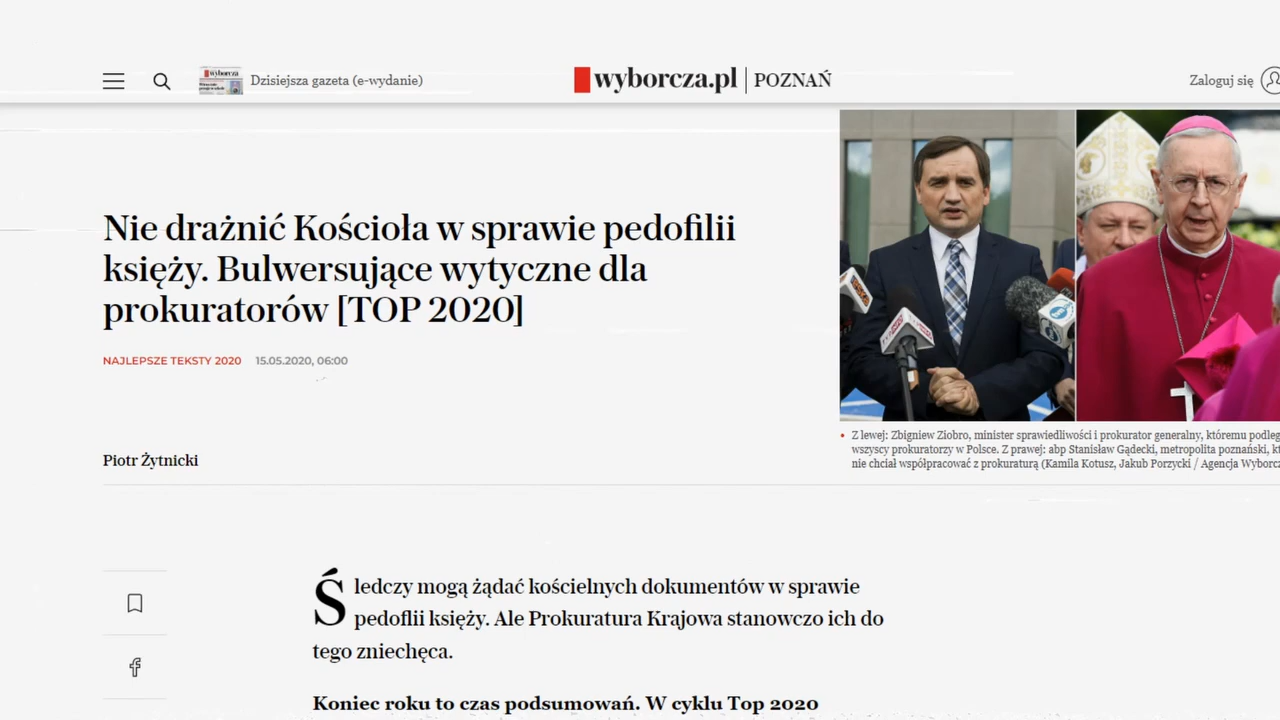 Dzisiejsza gazeta (e-wydanie)
wyborcza.pl POZNAŃ
Zaloguj się
Nie drażnić Kościoła w sprawie pedofilii
księży. Bulwersujące wytyczne dla
prokuratorów [TOP 2020]
NAJLEPSZE TEKSTY 2020 15.05.2020, 06:00
Piotr Żytnicki
Z lewej: Zbigniew Ziobro, minister sprawiedliwości i prokurator generalny, któremu podleg
wszyscy prokuratorzy w Polsce. Z prawej: abp Stanisław Gądecki, metropolita poznański, kt
nie chciał współpracować z prokuraturą (Kamila Kotusz, Jakub Porzycki / Agencja Wyborcz
Śledczy mogą żądać kościelnych dokumentów w sprawie
pedoflii księży. Ale Prokuratura Krajowa stanowczo ich do
tego zniechęca.
Koniec roku to czas podsumowań. W cyklu Top 2020